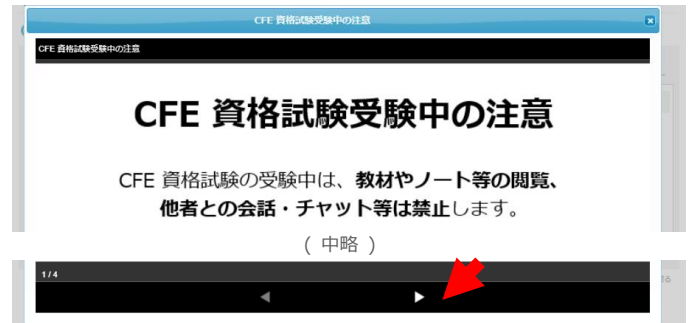 CFE 資格試験受験中の注意
CFE 資格試験受験中の注意
CFE 資格試験受験中の注意
CFE 資格試験の受験中は、教材やノート等の閲覧、
他者との会話・チャット等は禁止します。
( 中略 )
1 / 4